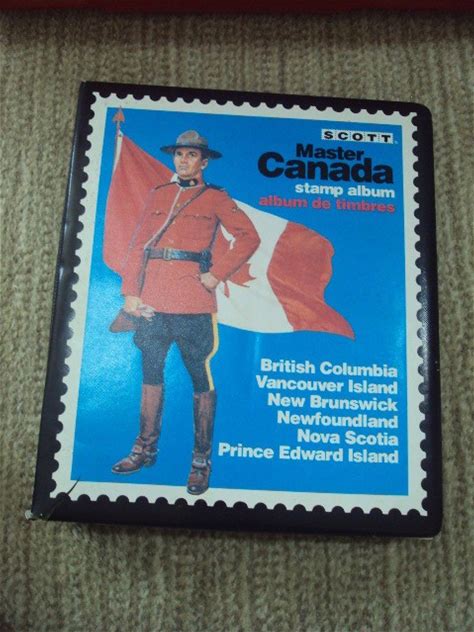 SCOTT
Master
Canada
stamp album
album de timbres
British Columbia
Vancouver Island
New Brunswick
Newfoundland
Nova Scotia
Prince Edward Island